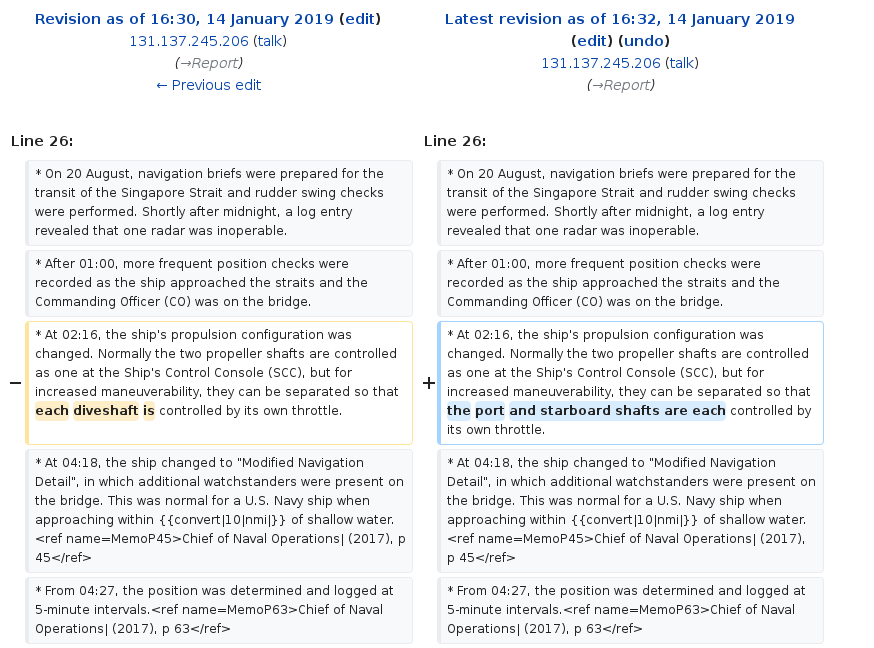 Revision as of 16:30, 14 January 2019 (edit)
131.137.245.206 (talk)
(→Report)
← Previous edit
Latest revision as of 16:32, 14 January 2019
(edit) (undo)
131.137.245.206 (talk)
(→Report)
Line 26:
Line 26:
* On 20 August, navigation briefs were prepared for the
transit of the Singapore Strait and rudder swing checks
were performed. Shortly after midnight, a log entry
revealed that one radar was inoperable.
* On 20 August, navigation briefs were prepared for the
transit of the Singapore Strait and rudder swing checks
were performed. Shortly after midnight, a log entry
revealed that one radar was inoperable.
* After 01:00, more frequent position checks were
recorded as the ship approached the straits and the
Commanding Officer (CO) was on the bridge.
* After 01:00, more frequent position checks were
recorded as the ship approached the straits and the
Commanding Officer (CO) was on the bridge.
−
* At 02:16, the ship's propulsion configuration was
changed. Normally the two propeller shafts are controlled
as one at the Ship's Control Console (SCC), but for
increased maneuverability, they can be separated so that
each diveshaft is controlled by its own throttle.
+
* At 02:16, the ship's propulsion configuration was
changed. Normally the two propeller shafts are controlled
as one at the Ship's Control Console (SCC), but for
increased maneuverability, they can be separated so that
the port and starboard shafts are each controlled by
its own throttle.
* At 04:18, the ship changed to "Modified Navigation
Detail", in which additional watchstanders were present on
the bridge. This was normal for a U.S. Navy ship when
approaching within {{convert|10|nmi|}} of shallow water.
<ref name=MemoP45>Chief of Naval Operations| (2017), p
45</ref>
* At 04:18, the ship changed to "Modified Navigation
Detail", in which additional watchstanders were present on
the bridge. This was normal for a U.S. Navy ship when
approaching within {{convert|10|nmi|}} of shallow water.
<ref name=MemoP45>Chief of Naval Operations| (2017),
p 45</ref>
* From 04:27, the position was determined and logged at
5-minute intervals.<ref name=MemoP63>Chief of Naval
Operations| (2017), p 63</ref>
* From 04:27, the position was determined and logged at
5-minute intervals.<ref name=MemoP63>Chief of Naval
Operations| (2017), p 63</ref>